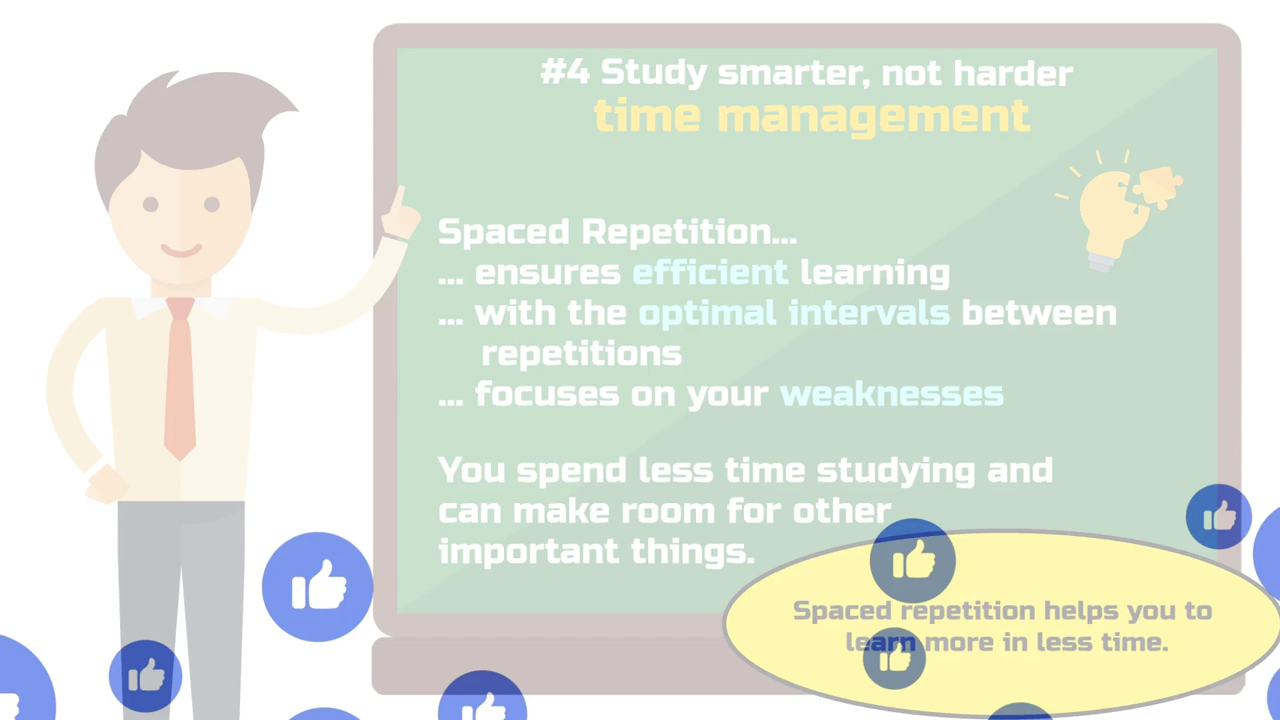 #4 Study smarter, not harder
time management
Spaced Repetition...
... ensures efficient learning
... with the optimal intervals between
repetitions
... focuses on your weaknesses
You spend less time studying and
can make room for other
important things.
Spaced repetition helps you to
learn more in less time.